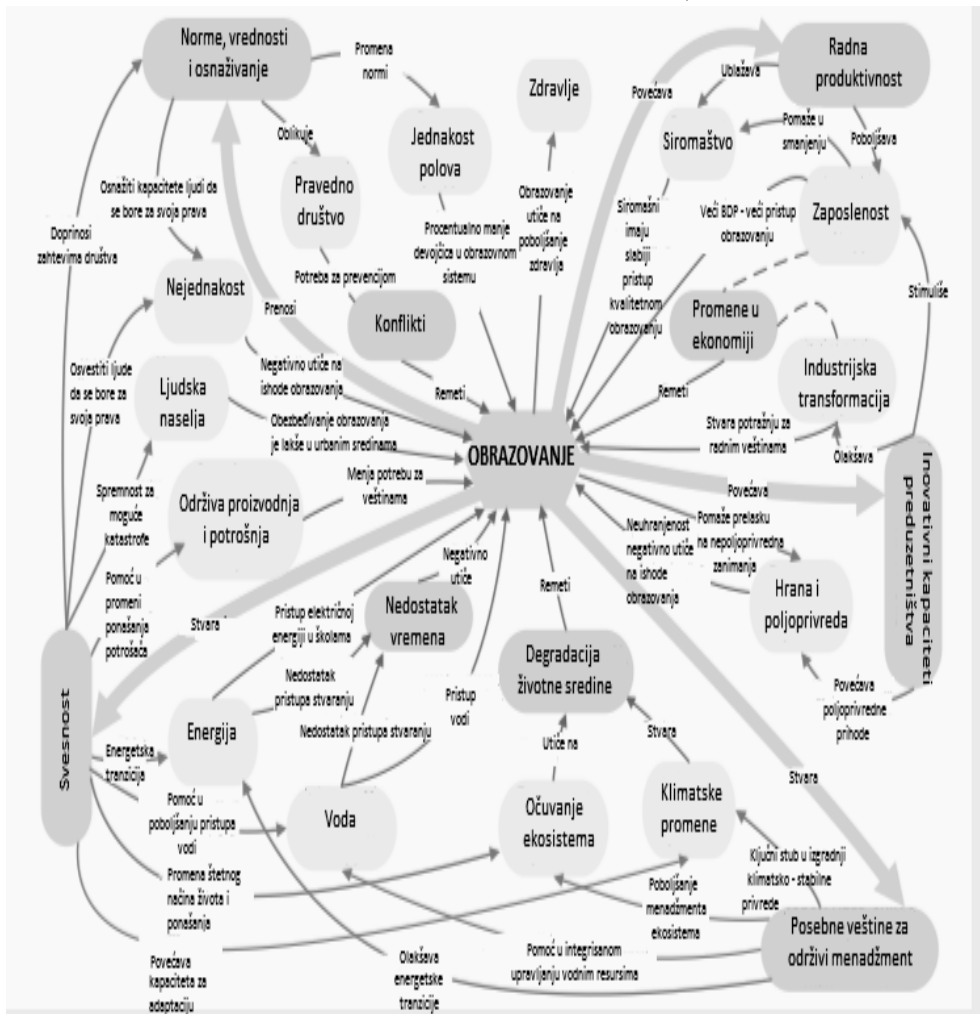 Norme, vrednosti
i osnaživanje
Promena
normi
Zdravlje
Povećava
Ublažava
Radna
produktivnost
Oblikuje
Jednakost
polova
Siromaštvo
Pomaže u
smanjenju
Poboljšava
Osnažiti kapacitete ljudi da
se bore za svoja prava
Pravedno
društvo
Obrazovanje
utiče na
poboljšanje
zdravlja
Siromašni
imaju
slabiji
pristup
kvalitetnom
obrazovanju
Veći BDP - veći pristup
obrazovanju
Zaposlenost
Doprinosi
zahtevima društva
Procentualno manje
devojčica u obrazovnom
sistemu
Potreba za prevencijom
Nejednakost
Prenosi
Konflikti
Promene u
ekonomiji
Stimuliše
Osvestiti ljude
da se bore za
svoja prava
Ljudska
naselja
Negativno utiče na
ishode obrazovanja
Remeti
Remeti
Industrijska
transformacija
Obezbeđivanje obrazovanja
je lakše u urbanim sredinama
Stvara potražnju za
radnim veštinama
OBRAZOVANJE
Olakšava
Inovativni kapaciteti
preduzetništva
Spremnost za
moguće
katastrofe
Održiva proizvodnja
i potrošnja
Menja potrebu za
veštinama
Povećava
Neuhranjenost
negativno utiče
na ishode
obrazovanja
Pomaže prelasku
na nepoljoprivredna
zanimanja
Pomoć u
promeni
ponašanja
potrošača
Negativno
utiče
Remeti
Hrana i
poljoprivreda
Stvara
Pristup električnoj
energiji u školama
Nedostatak
vremena
Degradacija
životne sredine
Svesnost
Nedostatak
pristupa stvaranju
Pristup
vodi
Povećava
poljoprivredne
prihode
Energija
Nedostatak pristupa stvaranju
Energetska
tranzicija
Utiče na
Stvara
Stvara
Pomoć u
poboljšanju pristupa
vodi
Voda
Očuvanje
ekosistema
Klimatske
promene
Promena štetnog
načina života i
ponašanja
Poboljšanje
menadžmenta
ekosistema
Ključni stub u izgradnji
klimatsko - stabilne
privrede
Posebne veštine za
održivi menadžment
Povećava
kapaciteta za
adaptaciju
Olakšava
energetske
tranzicije
Pomoć u integrisanom
upravljanju vodnim resursima